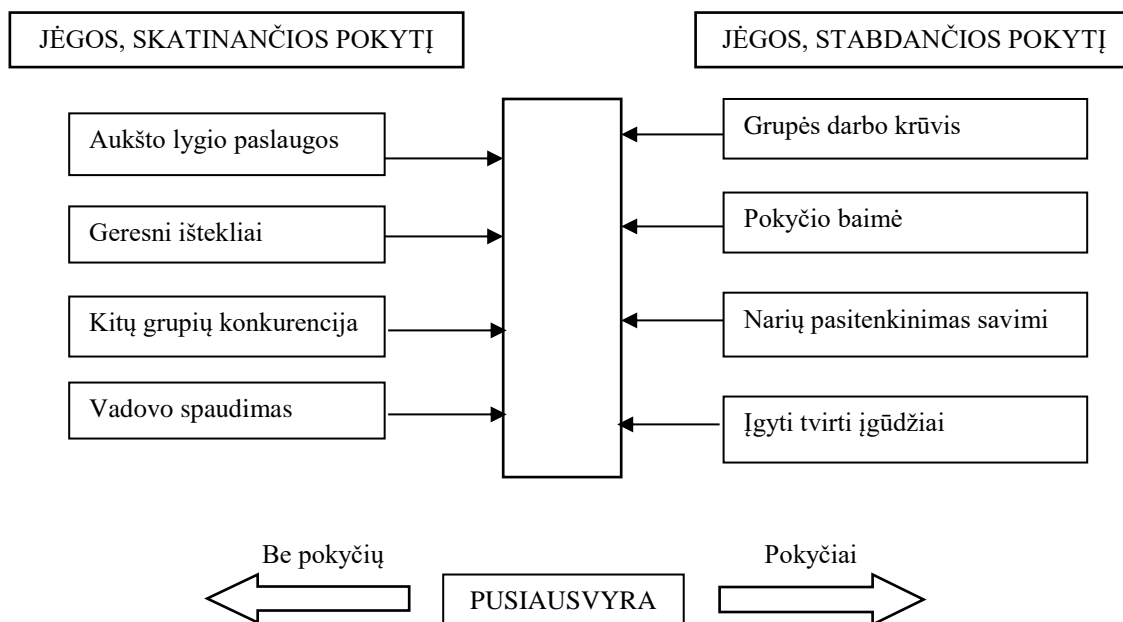 JĖGOS, SKATINANČIOS POKYTĮ
JĖGOS, STABDANČIOS POKYTĮ
Aukšto lygio paslaugos
Grupės darbo krūvis
Geresni ištekliai
Pokyčio baimė
Kitų grupių konkurencija
Narių pasitenkinimas savimi
Vadovo spaudimas
Įgyti tvirti įgūdžiai
Be pokyčių
Pokyčiai
PUSIAUSVYRA